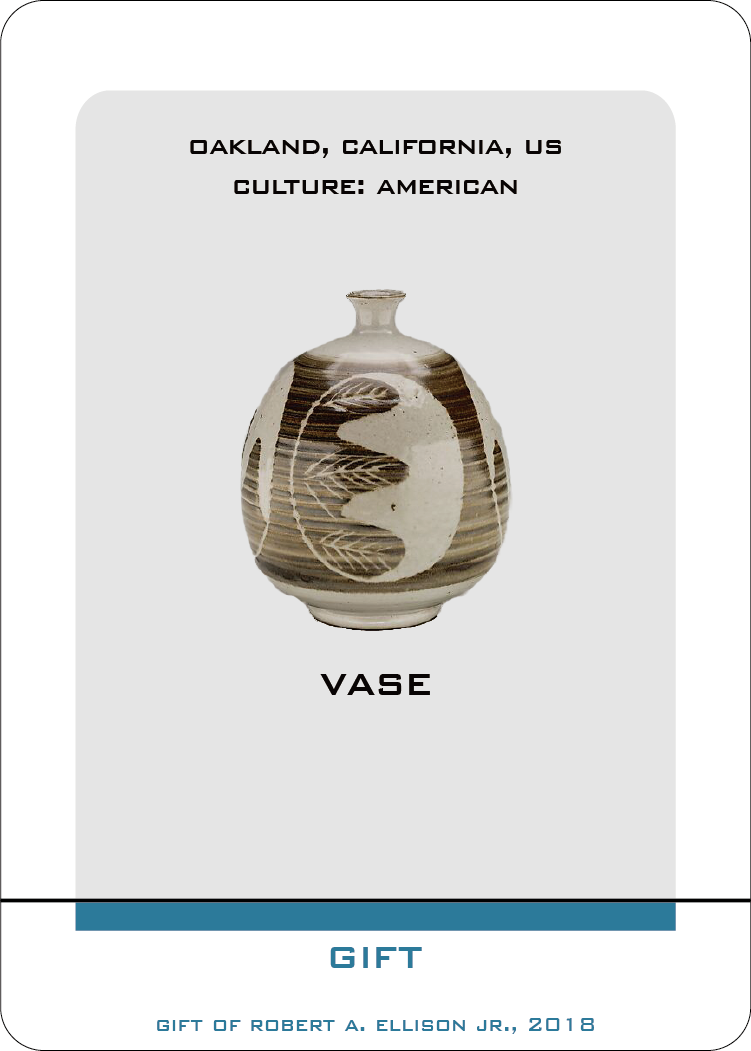 OAKLAND, CALIFORNIA, US
CULTURE: AMERICAN
VASE
GIFT
GIFT OF ROBERT A. ELLISON JR., 2018